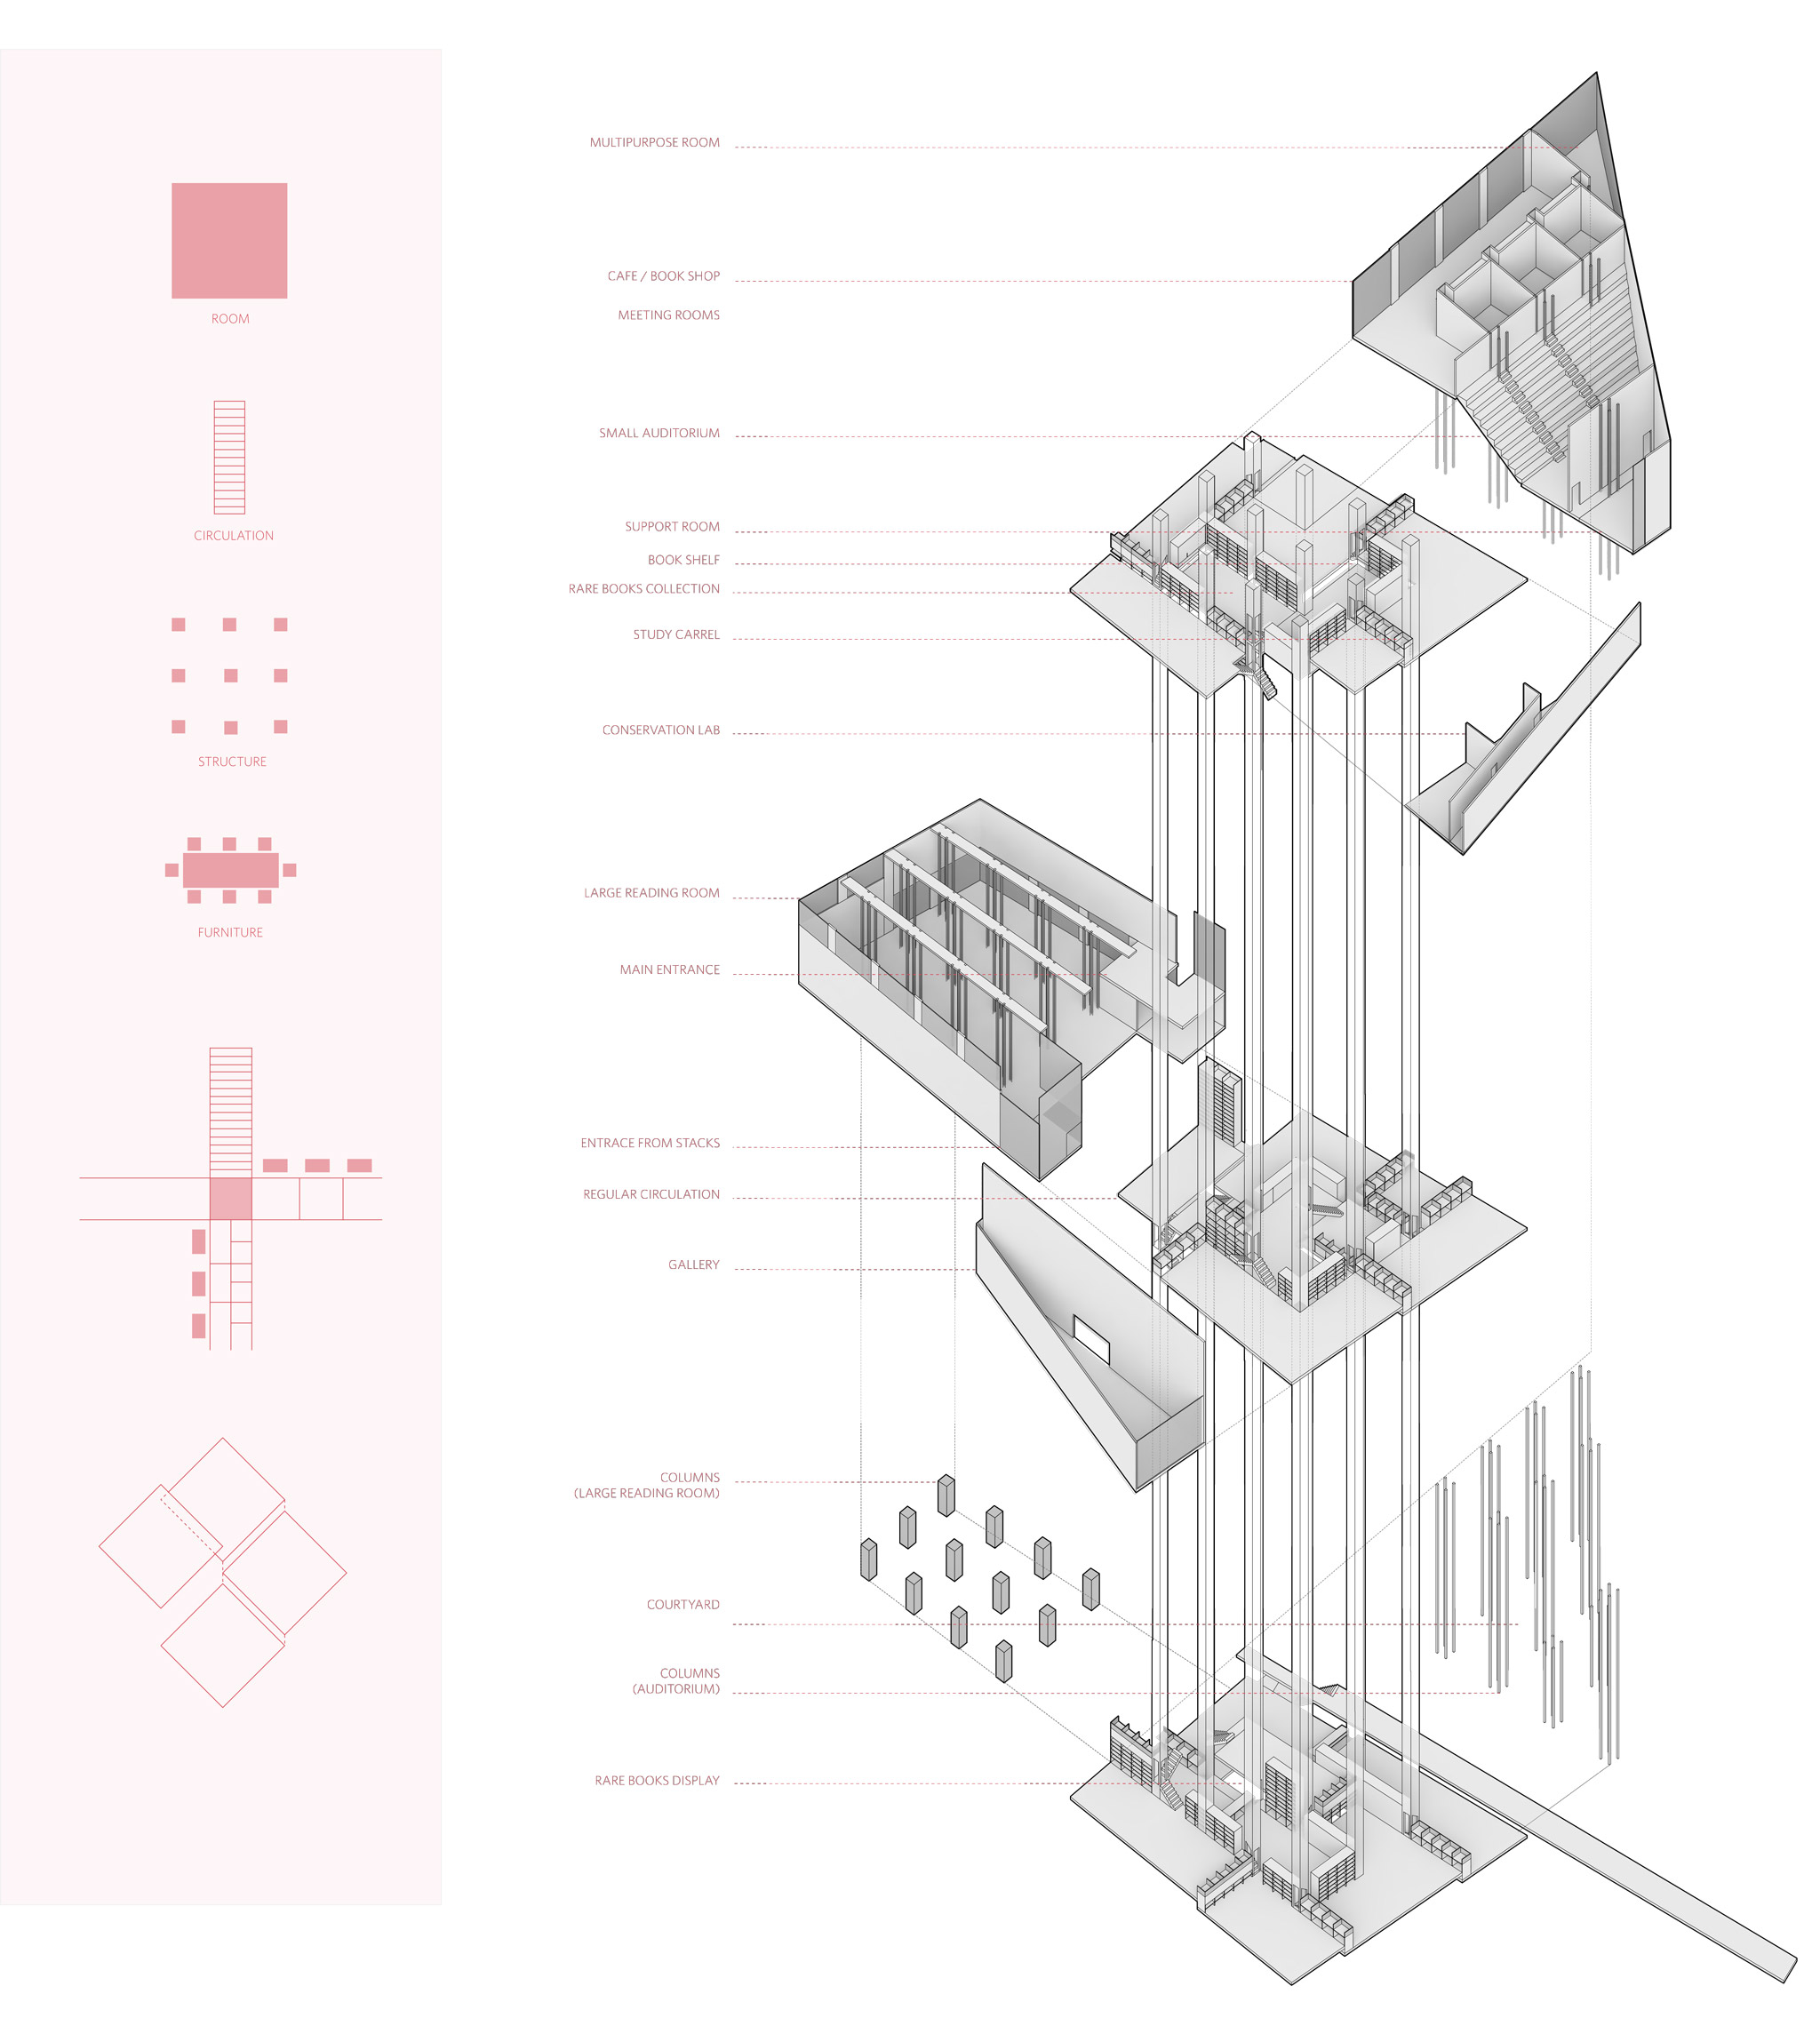 ROOM
CIRCULATION
STRUCTURE
FURNITURE
MULTIPURPOSE ROOM
CAFE / BOOK SHOP
MEETING ROOMS
SMALL AUDITORIUM
SUPPORT ROOM
BOOK SHELF
RARE BOOKS COLLECTION
STUDY CARREL
CONSERVATION LAB
LARGE READING ROOM
MAIN ENTRANCE
ENTRACE FROM STACKS
REGULAR CIRCULATION
GALLERY
COLUMNS
(LARGE READING ROOM)
COURTYARD
COLUMNS
(AUDITORIUM)
RARE BOOKS DISPLAY